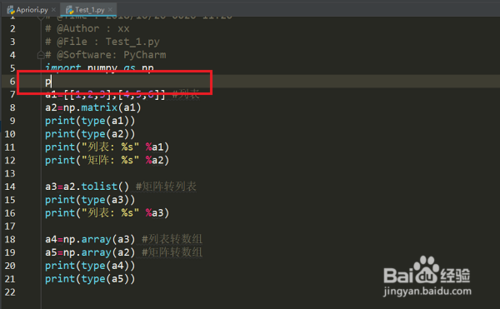 Apriori.py × Test_1.py ×
2 # @Author : xx
3 # @File : Test_1.py
4 # @Software: PyCharm
5 import numpy as np
6 p
7 a1=[[1,2,3],[4,5,6]] #列表
8 a2=np.matrix(a1)
9 print(type(a1))
10 print(type(a2))
11 print("列表: %s" %a1)
12 print("矩阵: %s" %a2)
13
14 a3=a2.tolist() #矩阵转列表
15 print(type(a3))
16 print("列表: %s" %a3)
17
18 a4=np.array(a3) #列表转数组
19 a5=np.array(a2) #矩阵转数组
20 print(type(a4))
21 print(type(a5))
22
Baidu经验
jingyan.baidu.com